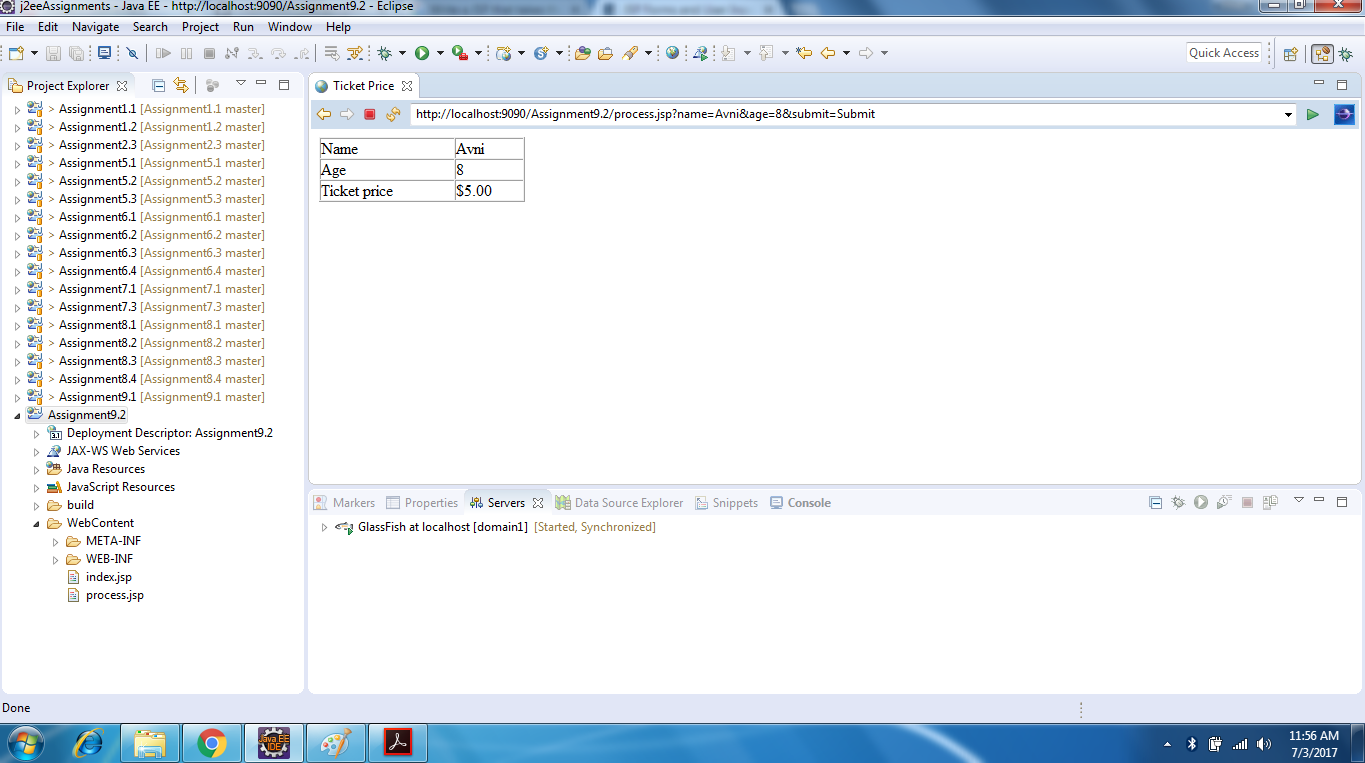 j2eeAssignments - Java EE - http://localhost:9090/Assignment9.2 - Eclipse
File Edit Navigate Search Project Run Window Help
Quick Access
Project Explorer
> Assignment1.1 [Assignment1.1 master]
> Assignment1.2 [Assignment1.2 master]
> Assignment2.3 [Assignment2.3 master]
> Assignment5.1 [Assignment5.1 master]
> Assignment5.2 [Assignment5.2 master]
> Assignment5.3 [Assignment5.3 master]
> Assignment6.1 [Assignment6.1 master]
> Assignment6.2 [Assignment6.2 master]
> Assignment6.3 [Assignment6.3 master]
> Assignment6.4 [Assignment6.4 master]
> Assignment7.1 [Assignment7.1 master]
> Assignment7.3 [Assignment7.3 master]
> Assignment8.1 [Assignment8.1 master]
> Assignment8.2 [Assignment8.2 master]
> Assignment8.3 [Assignment8.3 master]
> Assignment8.4 [Assignment8.4 master]
> Assignment9.1 [Assignment9.1 master]
Assignment9.2
Deployment Descriptor: Assignment9.2
JAX-WS Web Services
Java Resources
JavaScript Resources
build
WebContent
META-INF
WEB-INF
index.jsp
process.jsp
Ticket Price
http://localhost:9090/Assignment9.2/process.jsp?name=Avni&age=8&submit=Submit
Name Avni
Age 8
Ticket price $5.00
Markers Properties Servers Data Source Explorer Snippets Console
GlassFish at localhost [domain1] [Started, Synchronized]
Done
Java EE
IDE
11:56 AM
7/3/2017